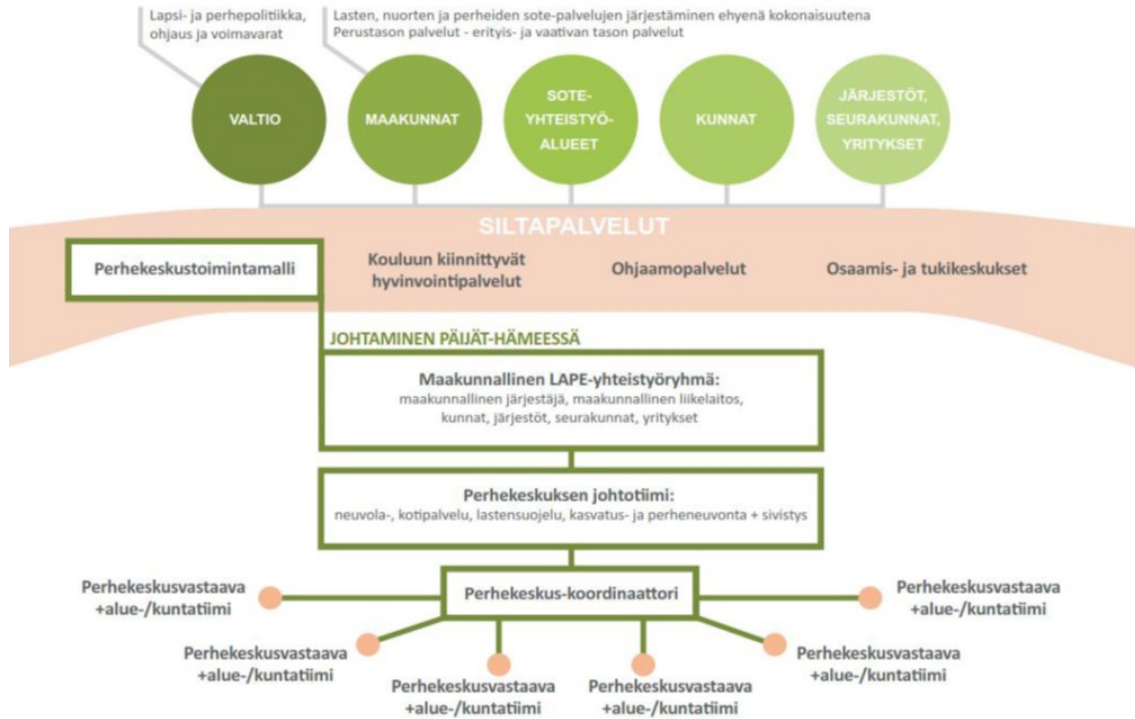 Lapsi- ja perhepolitiikka,
ohjaus ja voimavarat
Lasten, nuorten ja perheiden sote-palvelujen järjestäminen ehyenä kokonaisuutena
Perustason palvelut - erityis- ja vaativan tason palvelut
VALTIO
MAAKUNNAT
SOTE-
YHTEISTYÖ-
ALUEET
KUNNAT
JÄRJESTÖT,
SEURAKUNNAT,
YRITYKSET
SILTAPALVELUT
Perhekeskustoimintamalli
Kouluun kiinnittyvät
hyvinvointipalvelut
Ohjaamopalvelut
Osaamis- ja tukikeskukset
JOHTAMINEN PÄIJÄT-HÄMEESSÄ
Maakunnallinen LAPE-yhteistyöryhmä:
maakunnallinen järjestäjä, maakunnallinen liikelaitos,
kunnat, järjestöt, seurakunnat, yritykset
Perhekeskuksen johtotiimi:
neuvola-, kotipalvelu, lastensuojelu, kasvatus- ja perheneuvonta + sivistys
Perhekeskus-koordinaattori
Perhekeskusvastaava
+alue-/kuntatiimi
Perhekeskusvastaava
+alue-/kuntatiimi
Perhekeskusvastaava
+alue-/kuntatiimi
Perhekeskusvastaava
+alue-/kuntatiimi
Perhekeskusvastaava
+alue-/kuntatiimi
Perhekeskusvastaava
+alue-/kuntatiimi